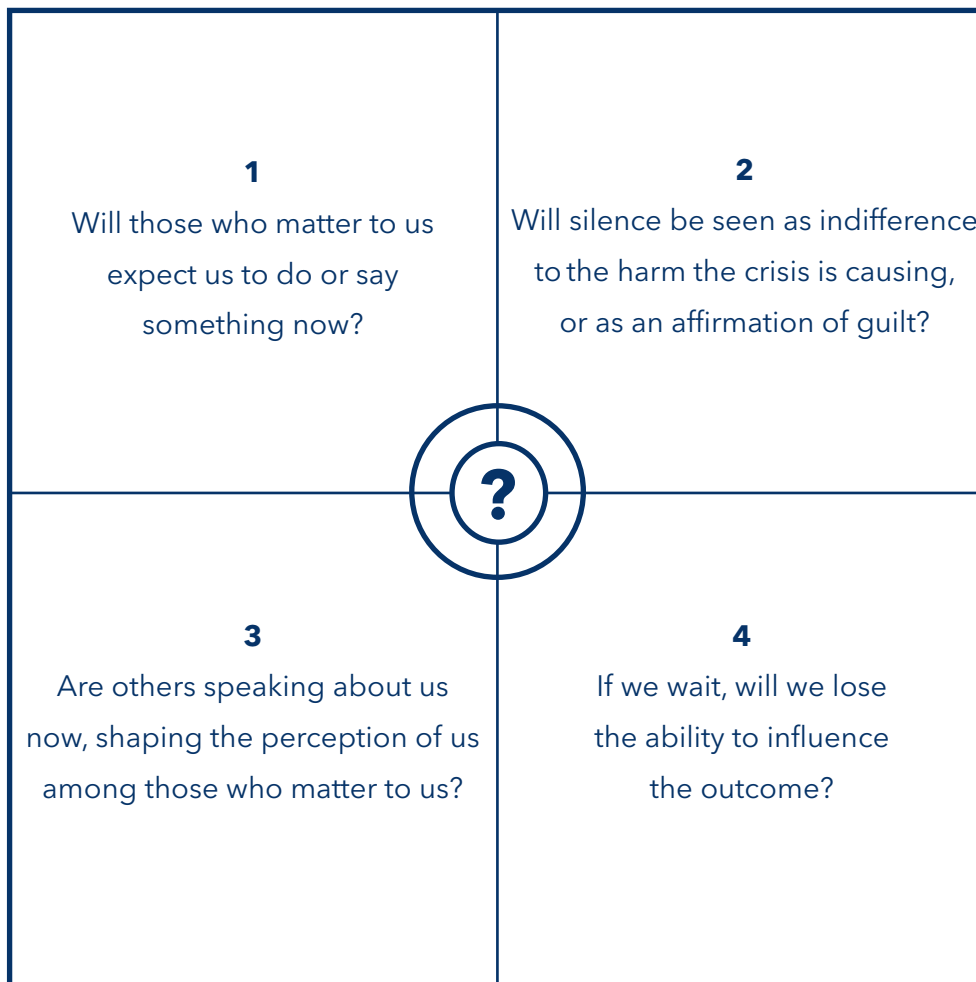 1
Will those who matter to us
expect us to do or say
something now?
2
Will silence be seen as indifference
to the harm the crisis is causing,
or as an affirmation of guilt?
?
3
Are others speaking about us
now, shaping the perception of us
among those who matter to us?
4
If we wait, will we lose
the ability to influence
the outcome?